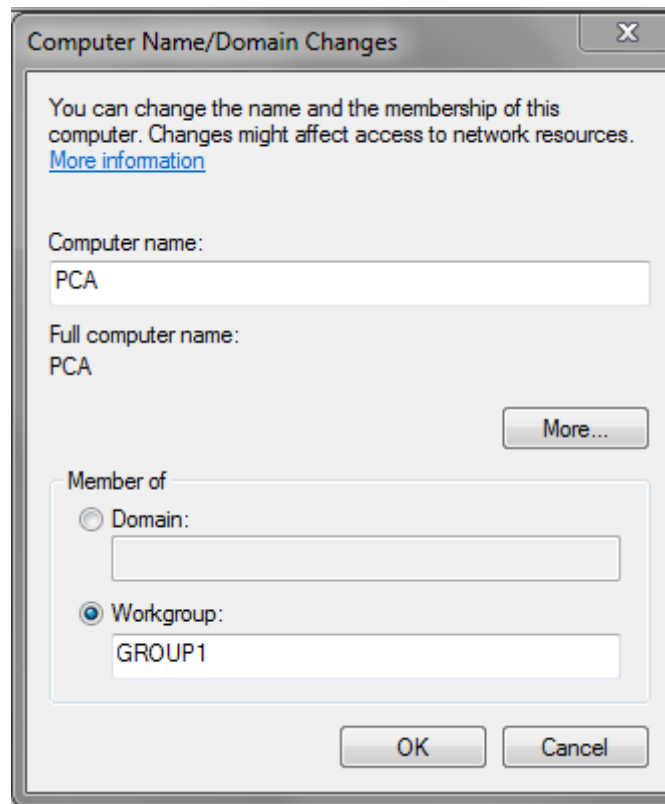 Computer Name/Domain Changes
You can change the name and the membership of this
computer. Changes might affect access to network resources.
More information
Computer name:
PCA
Full computer name:
PCA
More...
Member of
Domain:
Workgroup:
GROUP1
OK Cancel